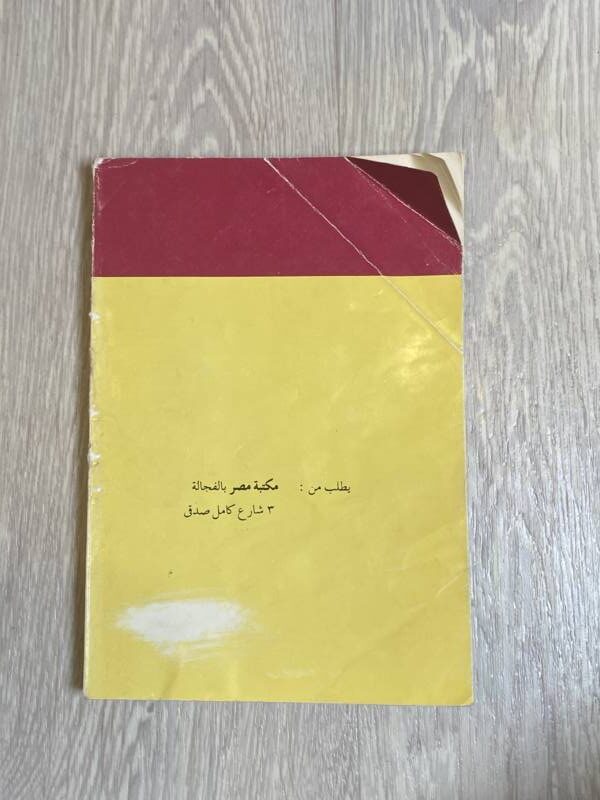 يطلب من : مكتبة مصر بالفجالة
٣ شارع كامل صدقى